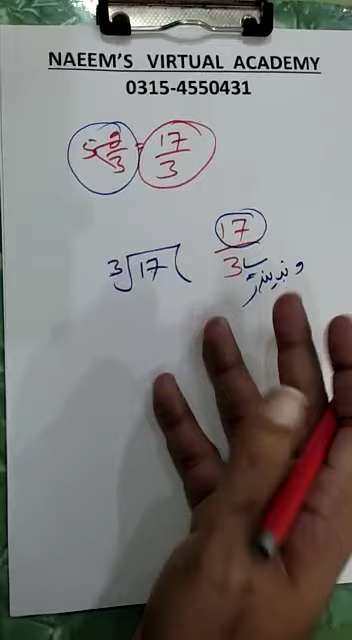 NAEEM'S VIRTUAL ACADEMY
0315-4550431
5 2/3 = 17/3
17/3
3)17(